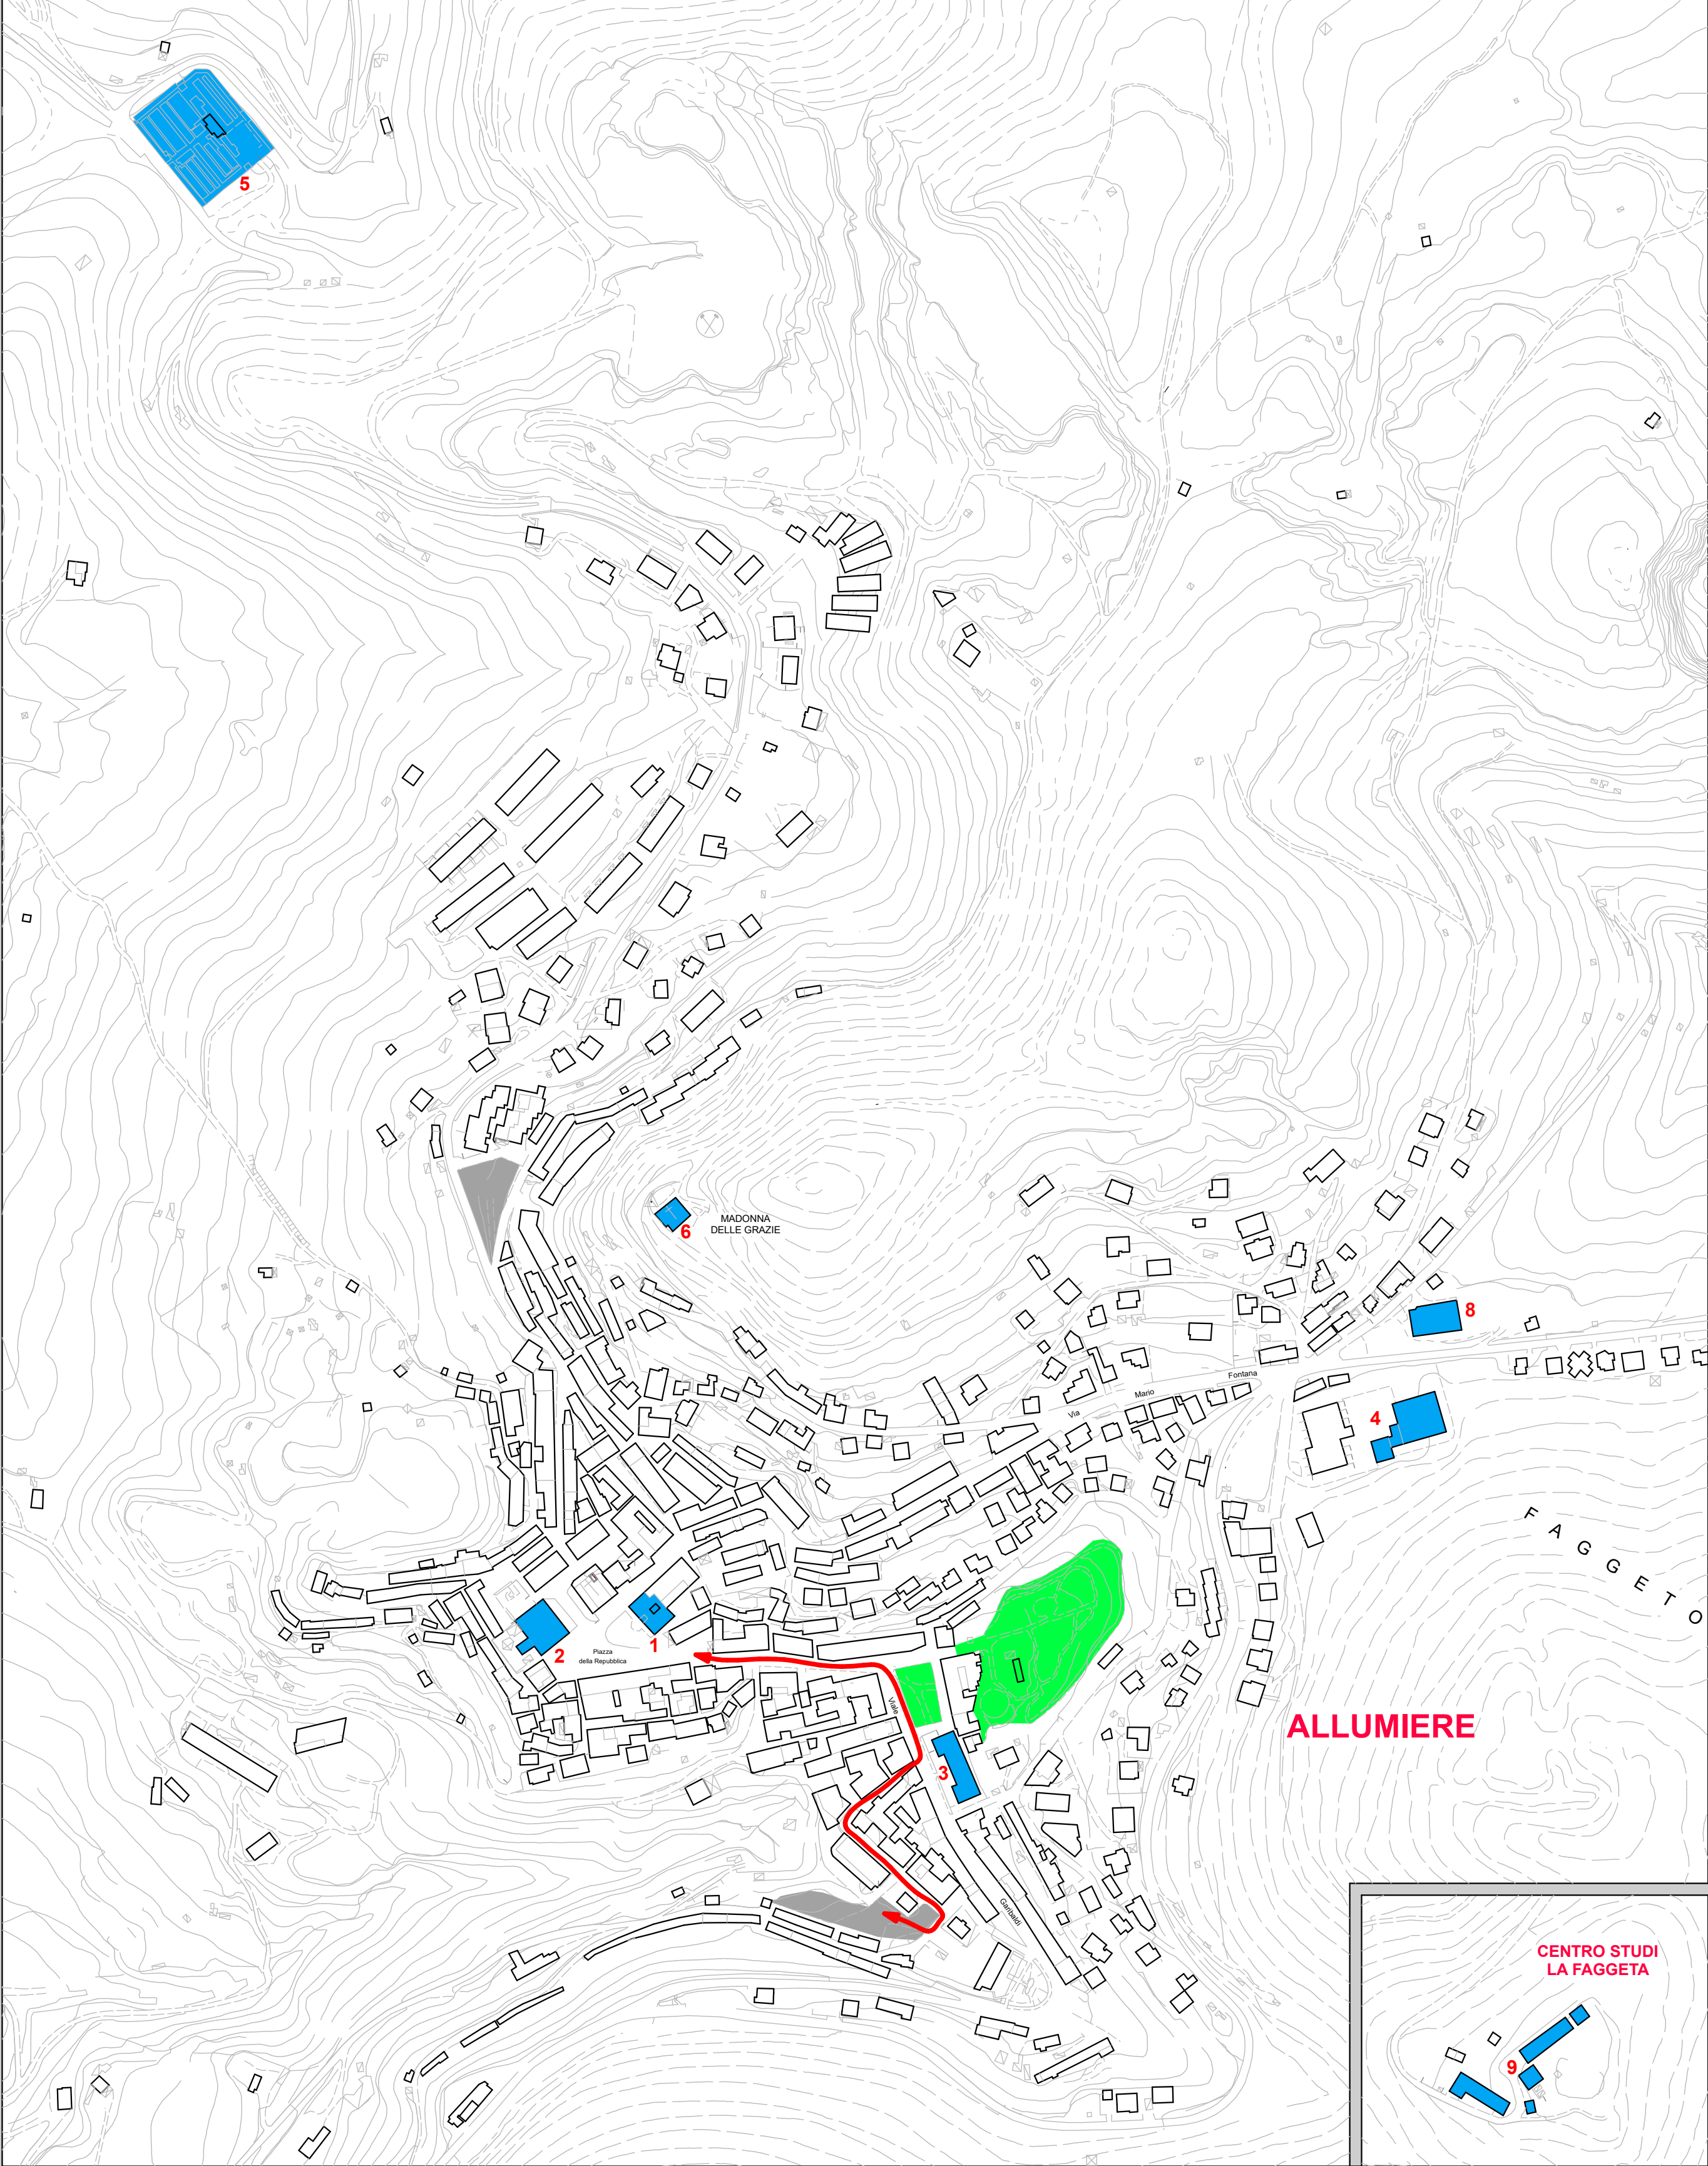 5
MADONNA
DELLE GRAZIE
6
8
Fontana
Mario
Via
4
FAGGETO
1
2
Piazza
della Repubblica
Viale
ALLUMIERE
3
Garibaldi
CENTRO STUDI
LA FAGGETA
9